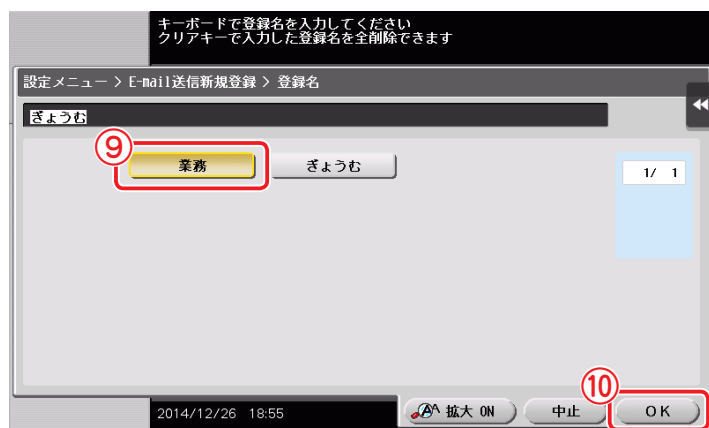 キーボードで登録名を入力してください
クリアキーで入力した登録名を全削除できます
設定メニュー > E-mail送信新規登録 > 登録名
ぎょうむ
⑨
業務 ぎょうむ
1/ 1
⑩
2014/12/26 18:55 拡大 ON 中止 OK